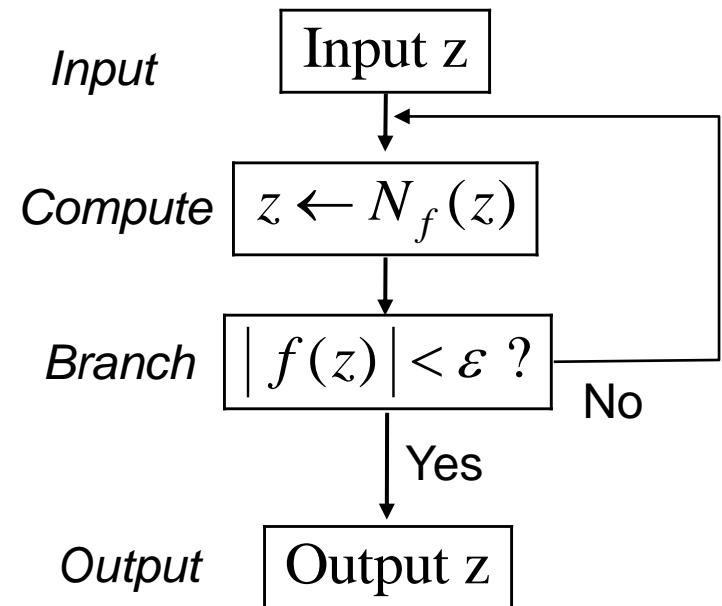 Input Input z
Compute z ← N_f(z)
Branch |f(z)| < ε ?
No
Yes
Output Output z